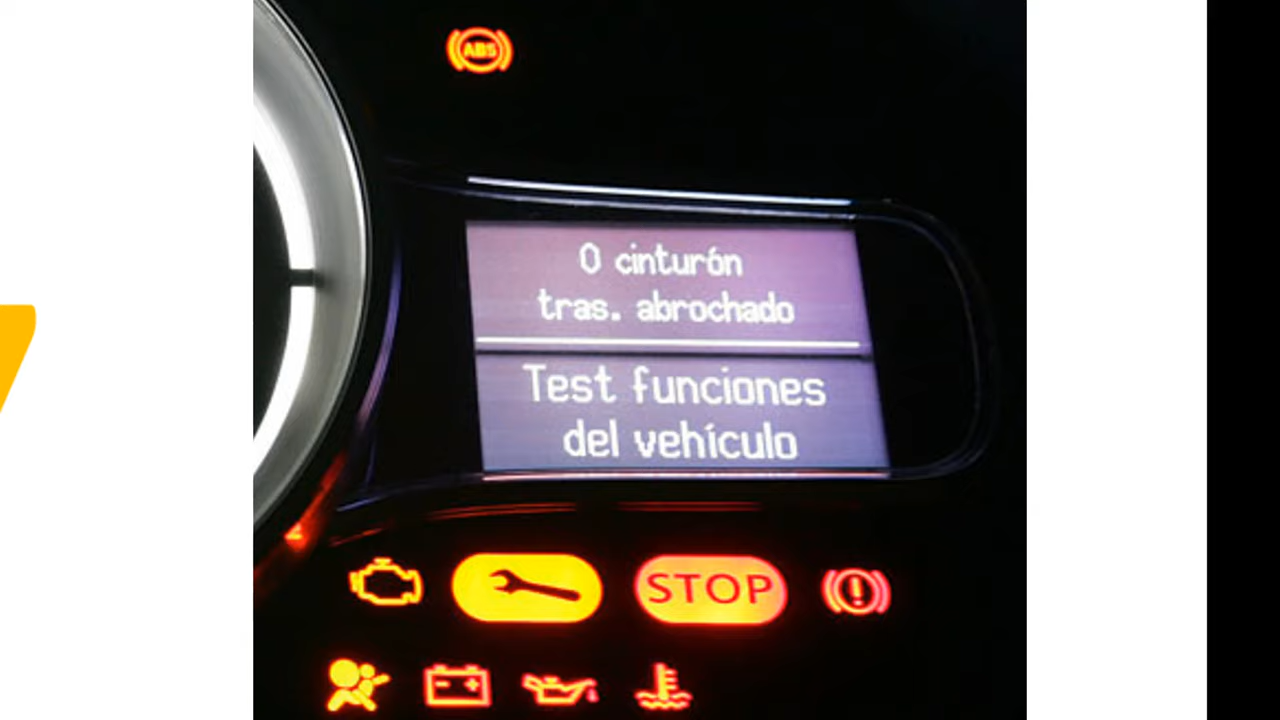 ABS
0 cinturón
tras. abrochado
Test funciones
del vehículo
STOP